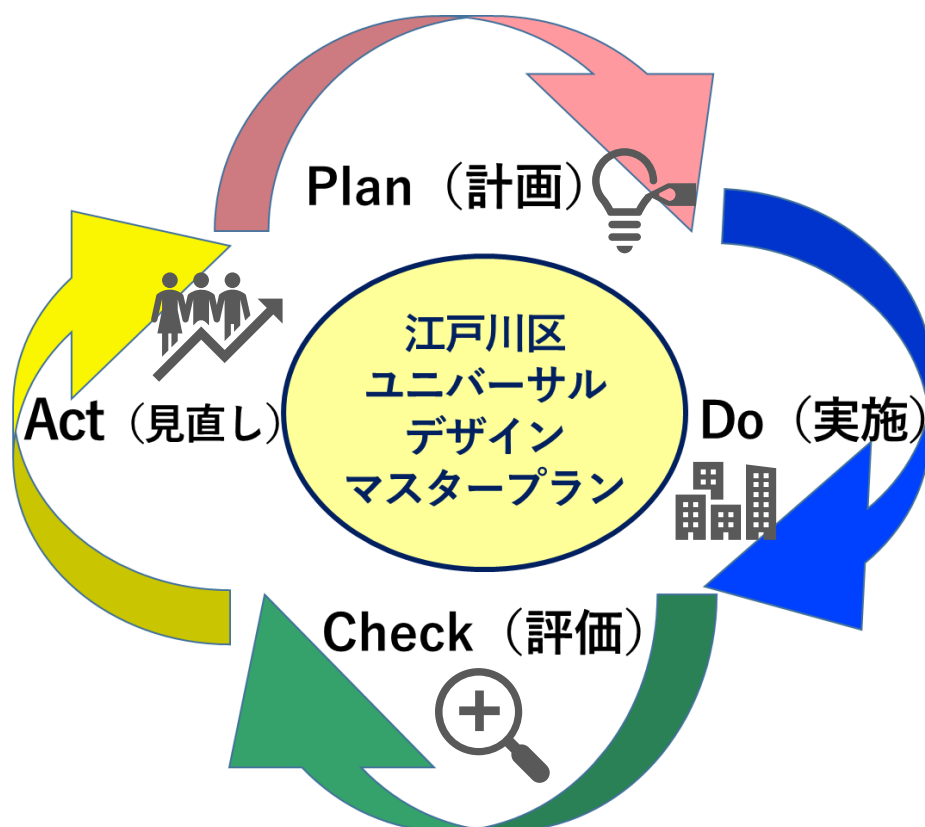 Plan（計画）
江戸川区
ユニバーサル
デザイン
マスタープラン
Act（見直し）
Do（実施）
Check（評価）